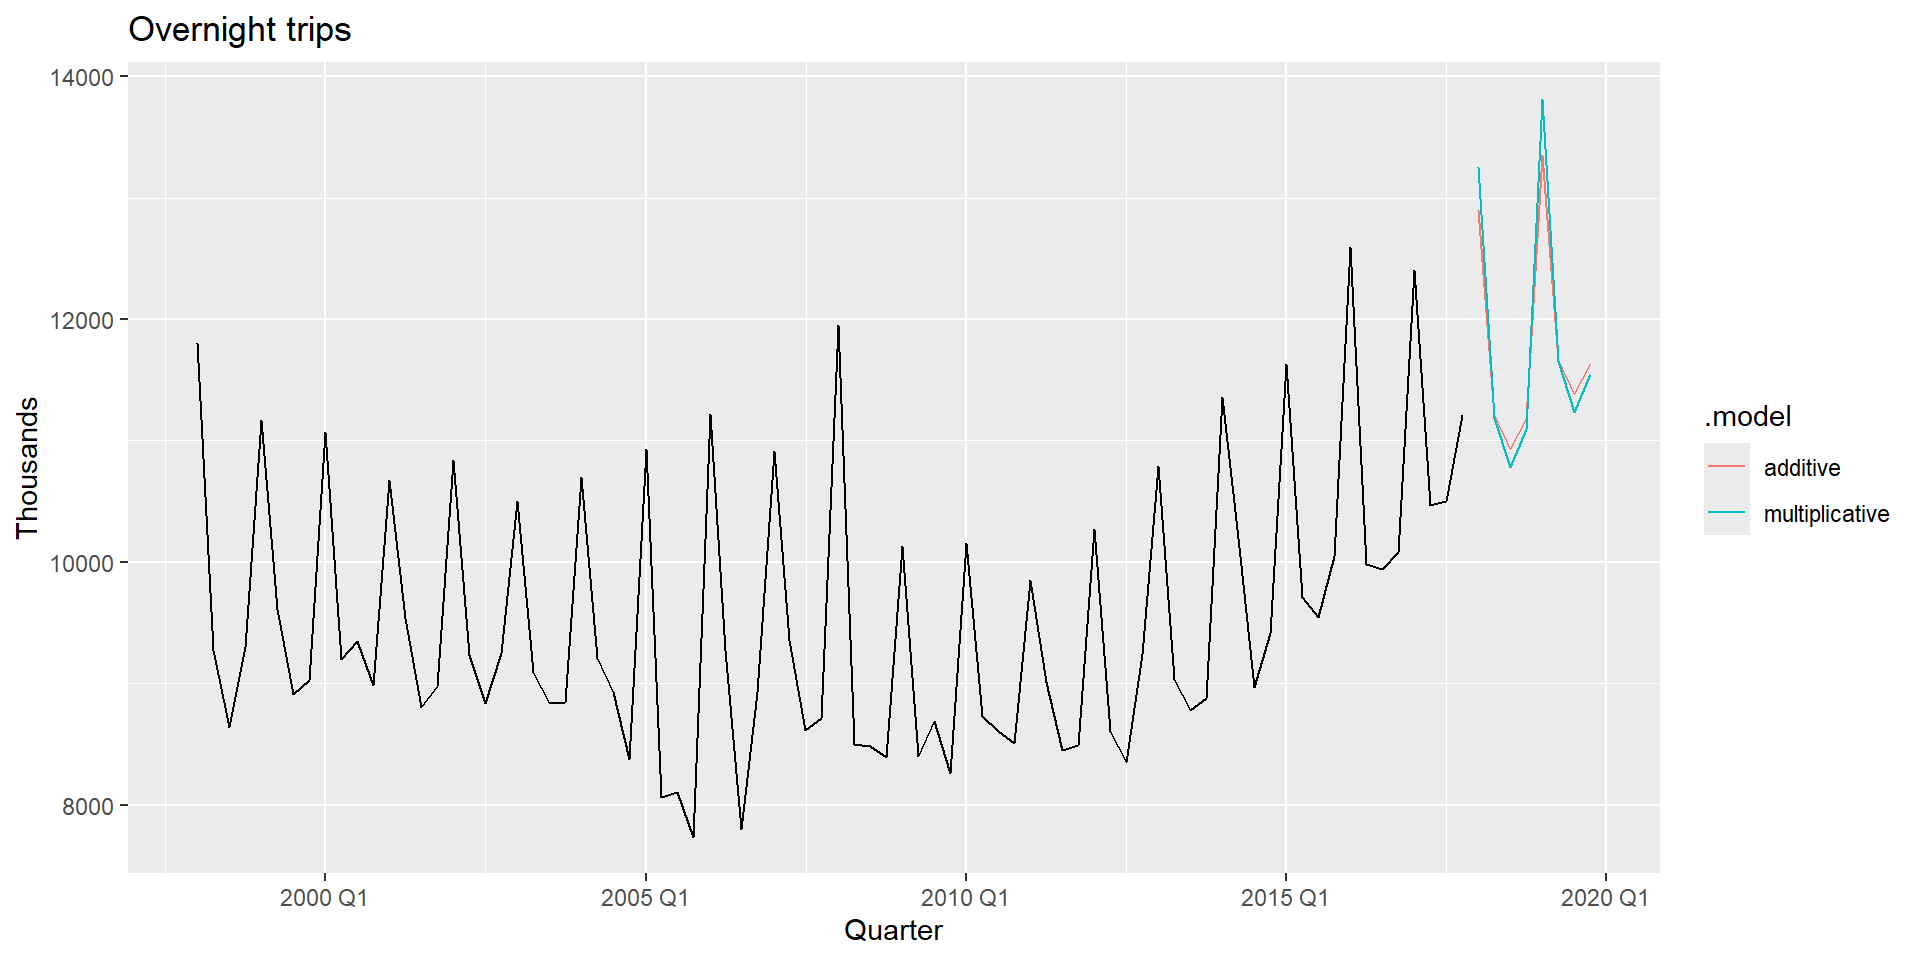 Overnight trips
14000
12000
10000
8000
Thousands
2000 Q1
2005 Q1
2010 Q1
2015 Q1
2020 Q1
Quarter
.model
additive
multiplicative